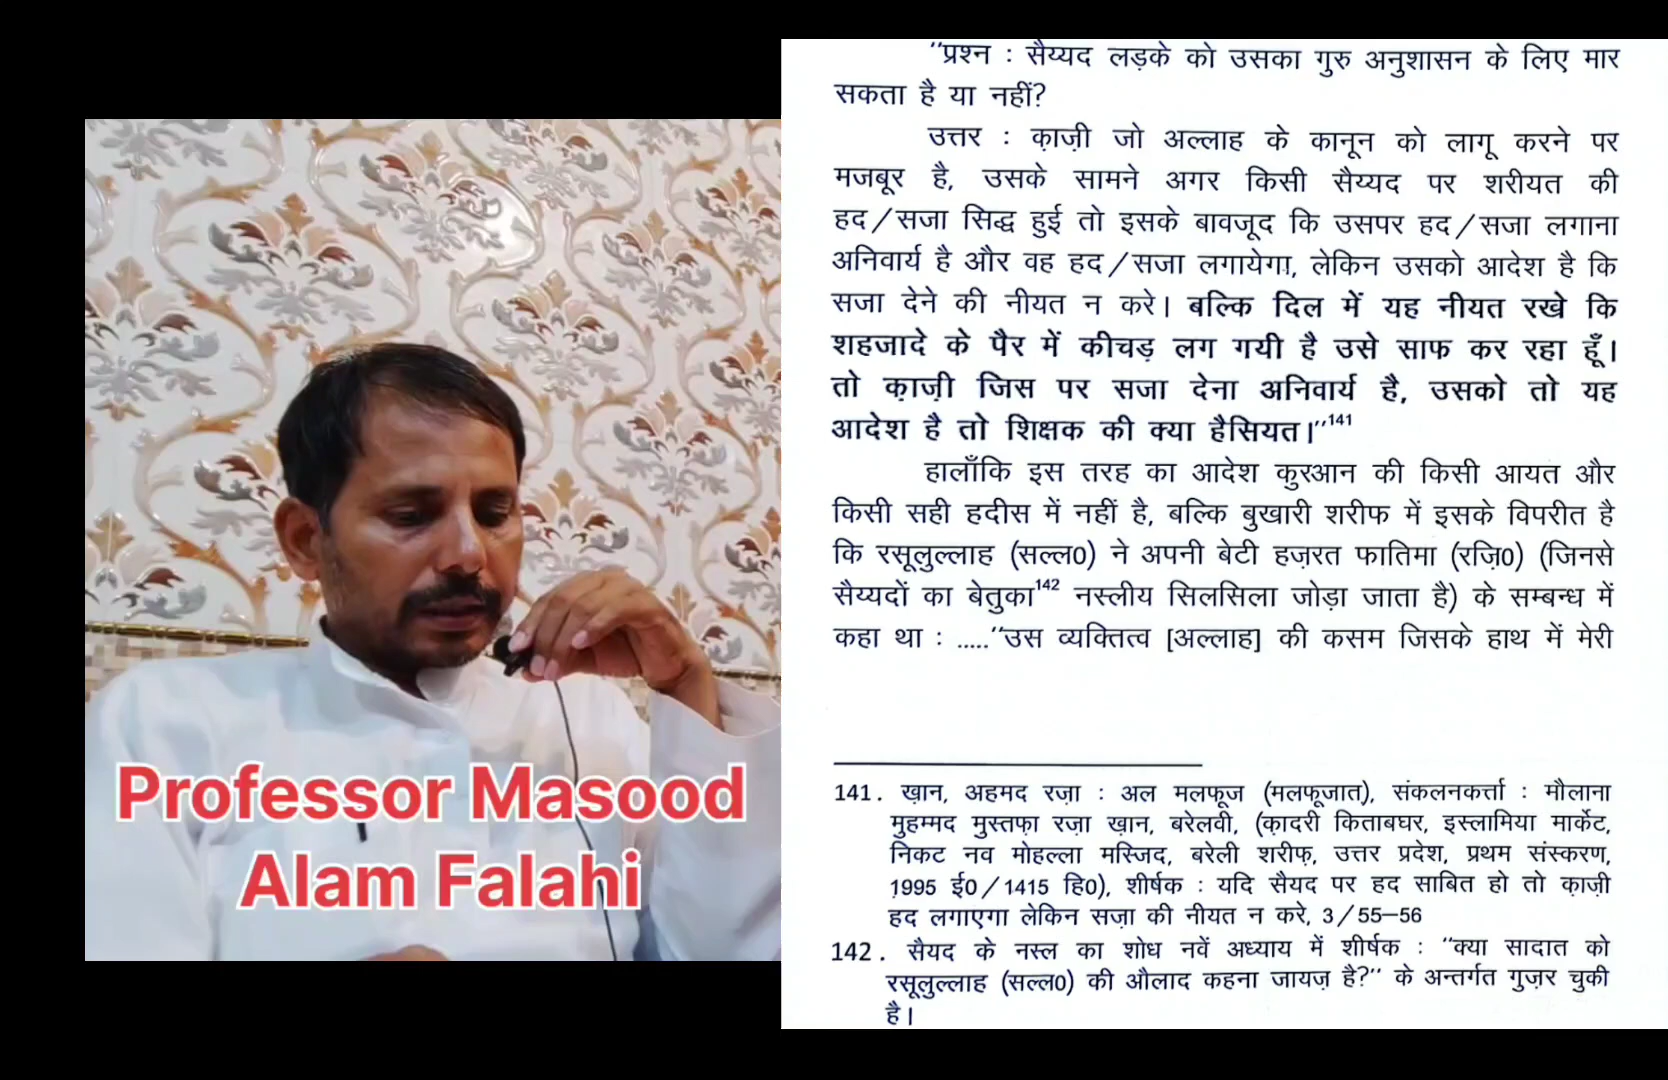 Professor Masood
Alam Falahi
''प्रश्न : सैय्यद लड़के को उसका गुरु अनुशासन के लिए मार
सकता है या नहीं?
उत्तर : क़ाज़ी जो अल्लाह के कानून को लागू करने पर
मजबूर है, उसके सामने अगर किसी सैय्यद पर शरीयत की
हद/सजा सिद्ध हुई तो इसके बावजूद कि उसपर हद/सजा लगाना
अनिवार्य है और वह हद/सजा लगायेगा, लेकिन उसको आदेश है कि
सजा देने की नीयत न करे। बल्कि दिल में यह नीयत रखे कि
शहजादे के पैर में कीचड़ लग गयी है उसे साफ कर रहा हूँ।
तो क़ाज़ी जिस पर सजा देना अनिवार्य है, उसको तो यह
आदेश है तो शिक्षक की क्या हैसियत।''141
हालाँकि इस तरह का आदेश कुरआन की किसी आयत और
किसी सही हदीस में नहीं है, बल्कि बुखारी शरीफ में इसके विपरीत है
कि रसूलुल्लाह (सल्ल0) ने अपनी बेटी हज़रत फातिमा (रज़ि0) (जिनसे
सैय्यदों का बेतुका142 नस्लीय सिलसिला जोड़ा जाता है) के सम्बन्ध में
कहा था : .....''उस व्यक्तित्व [अल्लाह] की कसम जिसके हाथ में मेरी
141. ख़ान, अहमद रज़ा : अल मलफूज (मलफूजात), संकलनकर्त्ता : मौलाना
मुहम्मद मुस्तफ़ा रज़ा ख़ान, बरेलवी, (क़ादरी किताबघर, इस्लामिया मार्केट,
निकट नव मोहल्ला मस्जिद, बरेली शरीफ़, उत्तर प्रदेश, प्रथम संस्करण,
1995 ई0/1415 हि0), शीर्षक : यदि सैयद पर हद साबित हो तो क़ाज़ी
हद लगाएगा लेकिन सज़ा की नीयत न करे, 3/55–56
142. सैयद के नस्ल का शोध नवें अध्याय में शीर्षक : ''क्या सादात को
रसूलुल्लाह (सल्ल0) की औलाद कहना जायज़ है?'' के अन्तर्गत गुज़र चुकी
है।